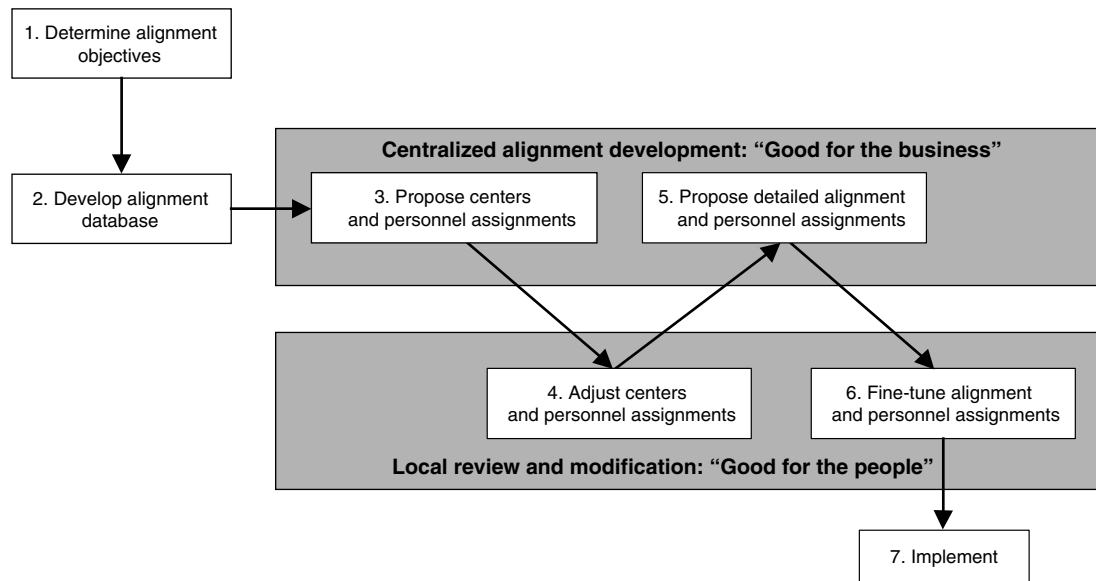 1. Determine alignment
objectives
Centralized alignment development: “Good for the business”
2. Develop alignment
database
3. Propose centers
and personnel assignments
5. Propose detailed alignment
and personnel assignments
4. Adjust centers
and personnel assignments
6. Fine-tune alignment
and personnel assignments
Local review and modification: “Good for the people”
7. Implement